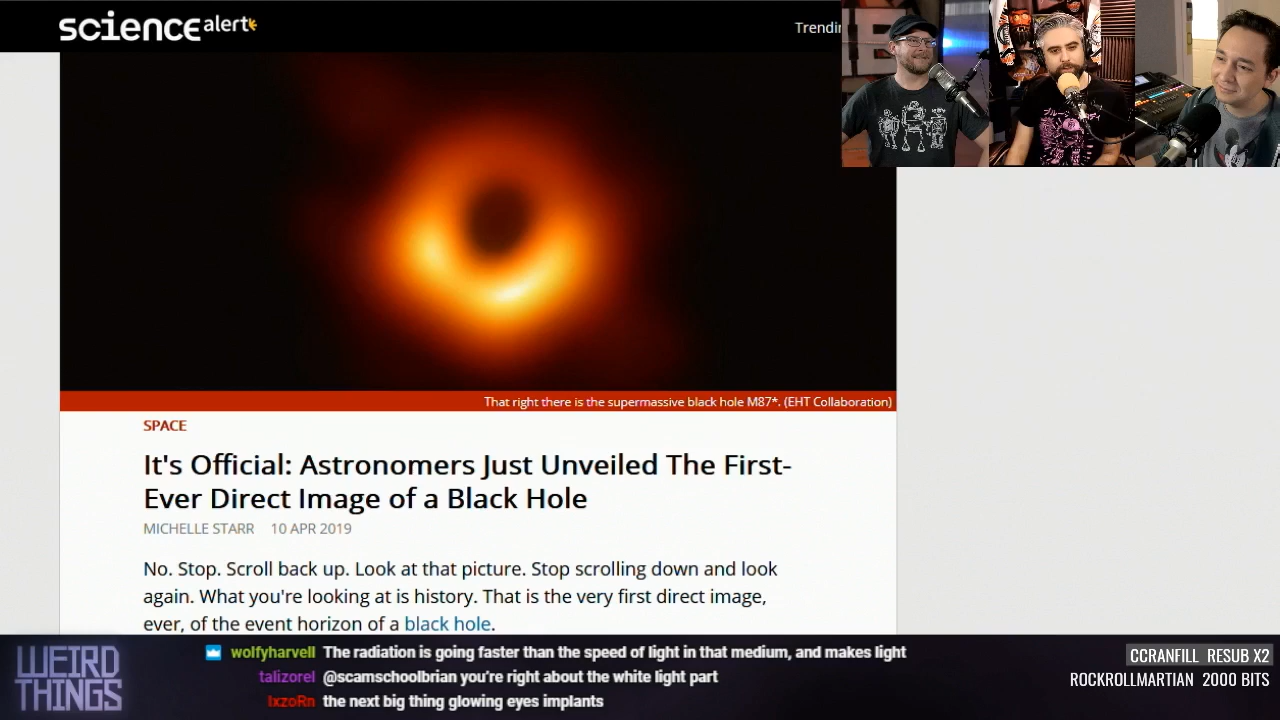 sciencealert
Trendin
That right there is the supermassive black hole M87*. (EHT Collaboration)
SPACE
It's Official: Astronomers Just Unveiled The First-
Ever Direct Image of a Black Hole
MICHELLE STARR 10 APR 2019
No. Stop. Scroll back up. Look at that picture. Stop scrolling down and look
again. What you're looking at is history. That is the very first direct image,
ever, of the event horizon of a black hole.
WEIRD
THINGS
wolfyharvell The radiation is going faster than the speed of light in that medium, and makes light
talizorel @scamschoolbrian you're right about the white light part
lxzoRn the next big thing glowing eyes implants
CCRANFILL RESUB X2
ROCKROLLMARTIAN 2000 BITS